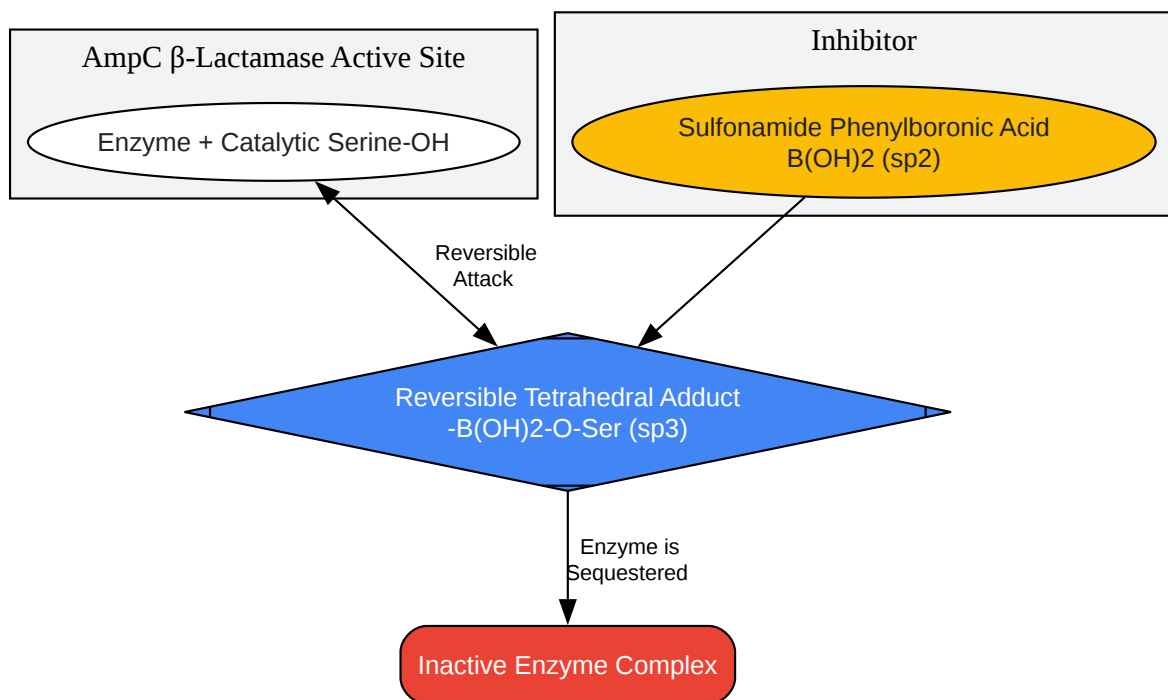 AmpC β-Lactamase Active Site
Inhibitor
Enzyme + Catalytic Serine-OH
Sulfonamide Phenylboronic Acid
B(OH)2 (sp2)
Reversible
Attack
Reversible Tetrahedral Adduct
-B(OH)2-O-Ser (sp3)
Enzyme is
Sequestered
Inactive Enzyme Complex